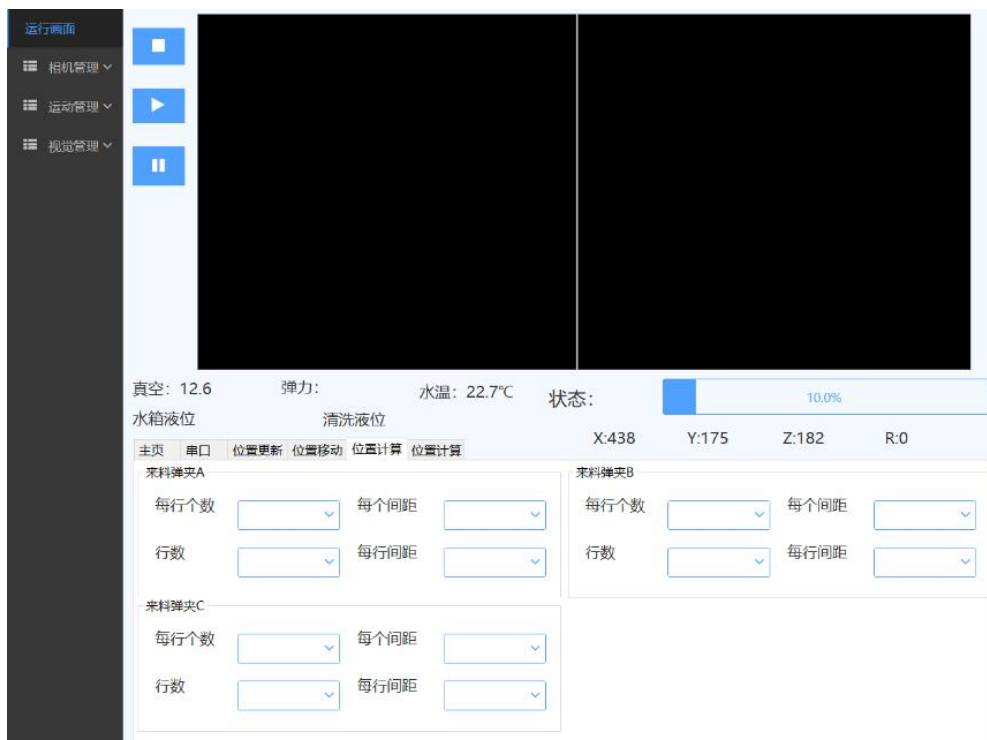 运行画面
相机管理
运动管理
视觉管理
真空：12.6 弹力： 水温：22.7℃ 状态： 10.0%
水箱液位 清洗液位
X:438 Y:175 Z:182 R:0
主页 串口 位置更新 位置移动 位置计算 位置计算
来料弹夹A
每行个数 每个间距
行数 每行间距
来料弹夹B
每行个数 每个间距
行数 每行间距
来料弹夹C
每行个数 每个间距
行数 每行间距